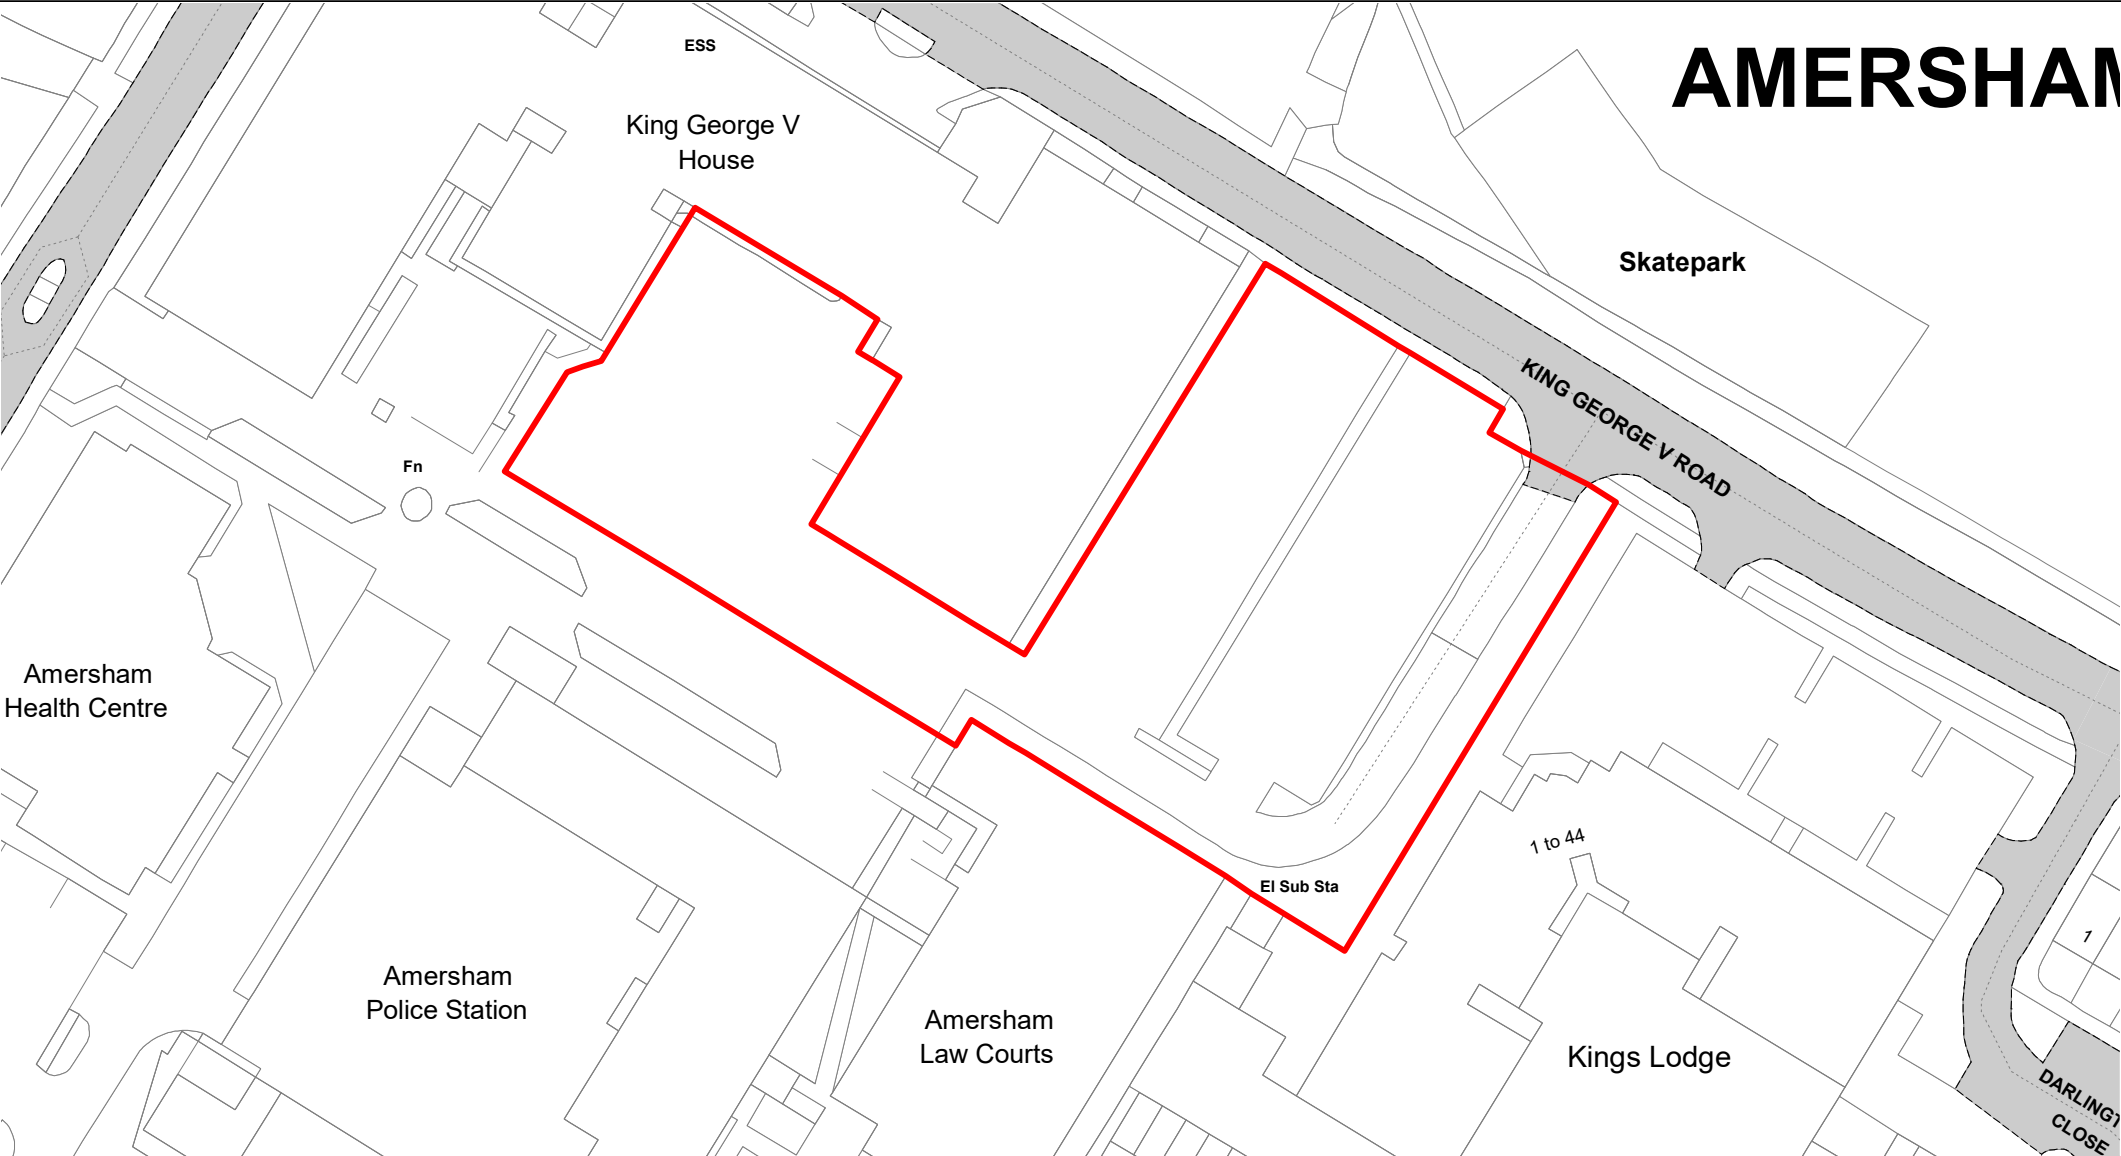 ESS
AMERSHAM
King George V
House
Skatepark
KING GEORGE V ROAD
Fn
Amersham
Health Centre
1 to 44
El Sub Sta
1
Amersham
Police Station
Amersham
Law Courts
Kings Lodge
DARLINGT
CLOSE